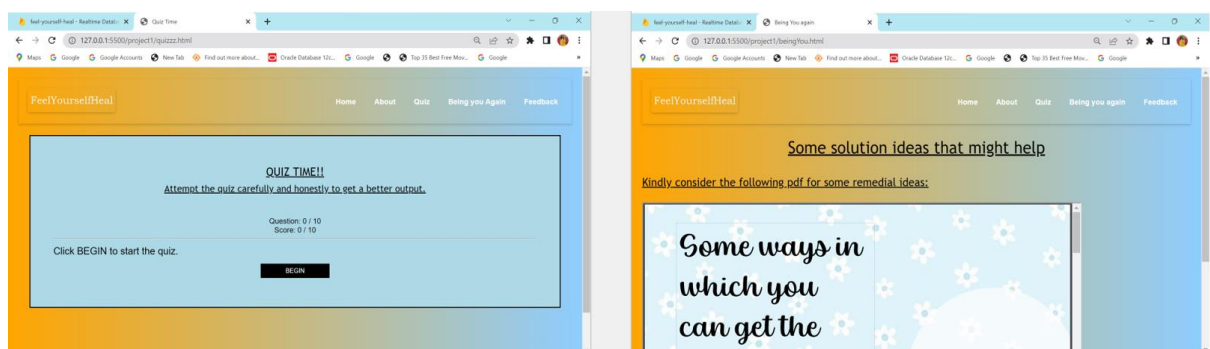 feel-yourself-heal - Realtime Datab
Quiz Time
127.0.0.1:5500/project1/quizzz.html
Maps Google Google Accounts New Tab Find out more about... Oracle Database 12c... Google Top 35 Best Free Mov... Google »
FeelYourselfHeal
Home About Quiz Being you Again Feedback
QUIZ TIME!!
Attempt the quiz carefully and honestly to get a better output.
Question: 0 / 10
Score: 0 / 10
Click BEGIN to start the quiz.
BEGIN
feel-yourself-heal - Realtime Datab
Being You again
127.0.0.1:5500/project1/beingYou.html
Maps Google Google Accounts New Tab Find out more about... Oracle Database 12c... Google Top 35 Best Free Mov... Google »
FeelYourselfHeal
Home About Quiz Being you again Feedback
Some solution ideas that might help
Kindly consider the following pdf for some remedial ideas:
Some ways in
which you
can get the